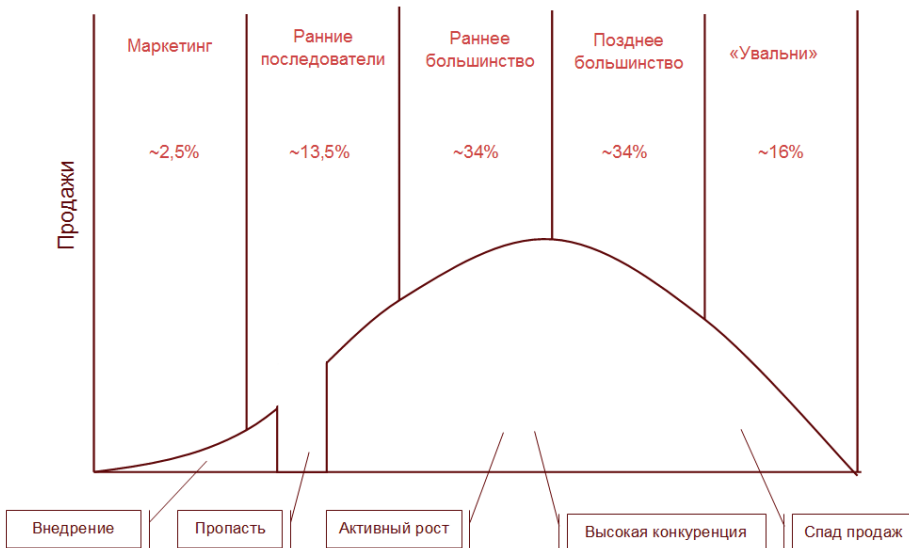 Маркетинг
Ранние
последователи
Раннее
большинство
Позднее
большинство
«Увальни»
~2,5%
~13,5%
~34%
~34%
~16%
Продажи
Внедрение
Пропасть
Активный рост
Высокая конкуренция
Спад продаж